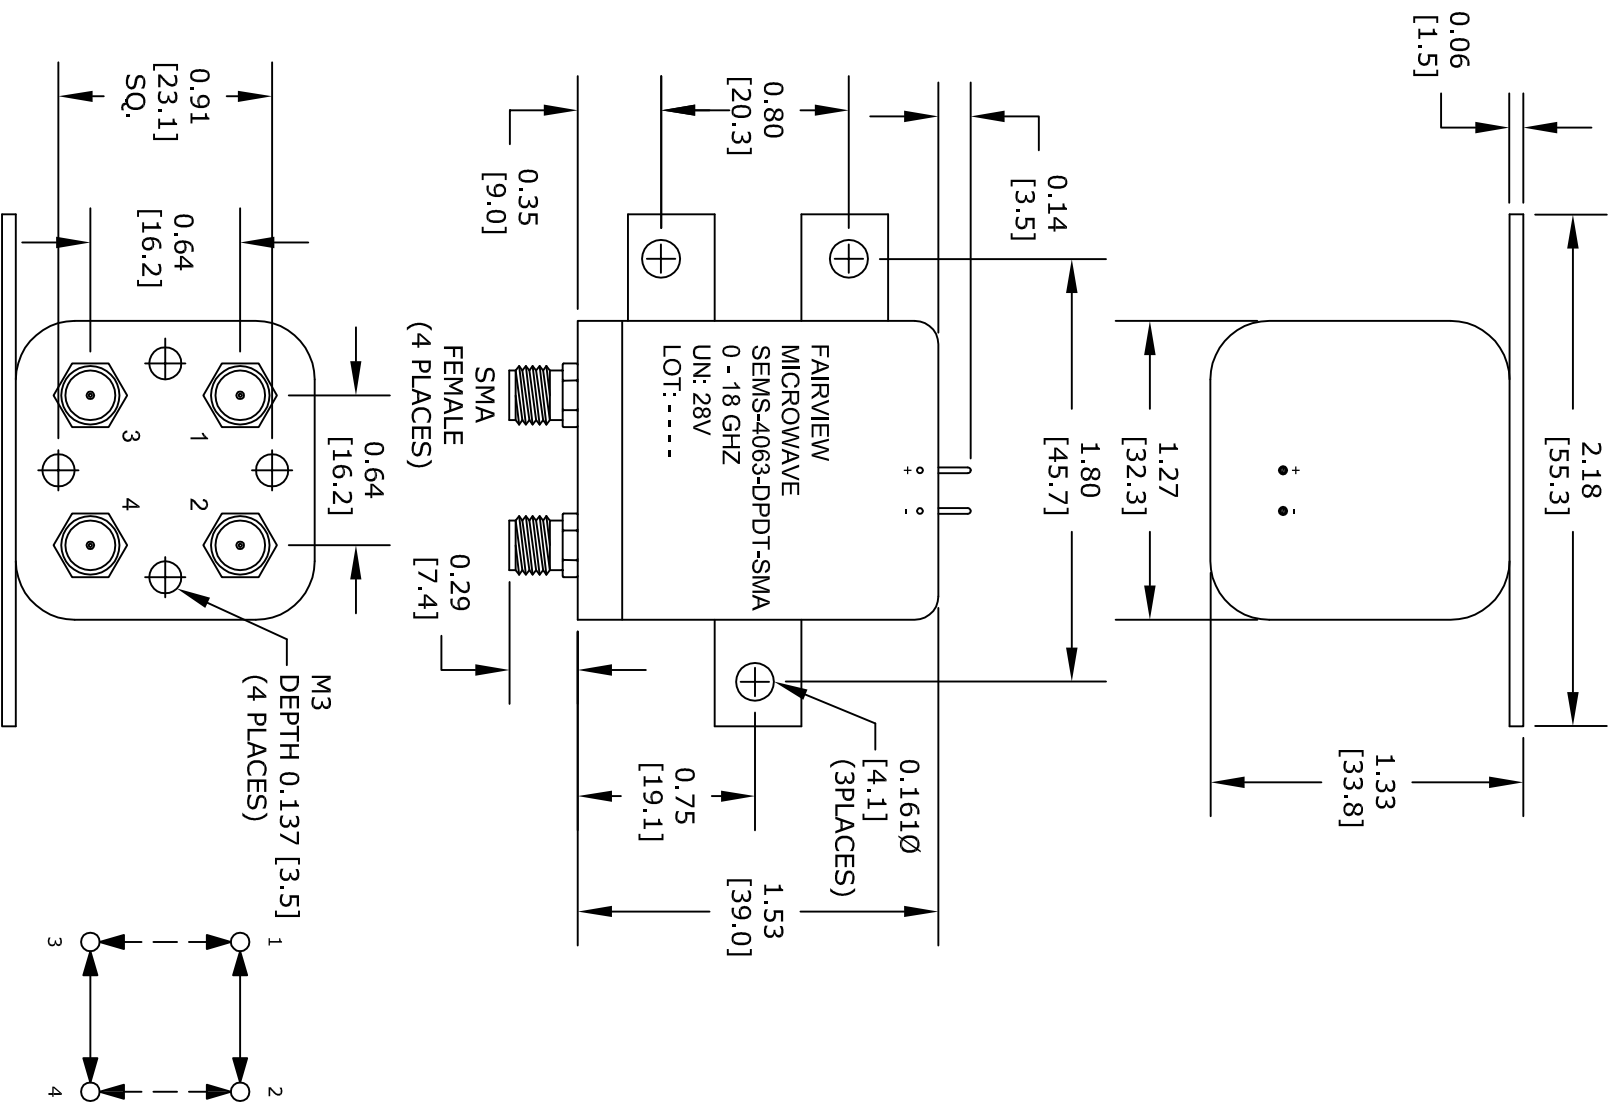 0.06
[1.5]
2.18
[55.3]
1.33
[33.8]
+
-
1.27
[32.3]
1.80
[45.7]
0.14
[3.5]
0.80
[20.3]
0.35
[9.0]
FAIRVIEW
MICROWAVE
SEMS-4063-DPDT-SMA
0 - 18 GHZ
UN: 28V
LOT: - - - - -
+
-
0.161Ø
[4.1]
(3PLACES)
1.53
[39.0]
0.75
[19.1]
SMA
FEMALE
(4 PLACES)
0.29
[7.4]
0.91
[23.1]
SQ.
0.64
[16.2]
0.64
[16.2]
1
2
3
4
M3
DEPTH 0.137 [3.5]
(4 PLACES)
1
2
3
4